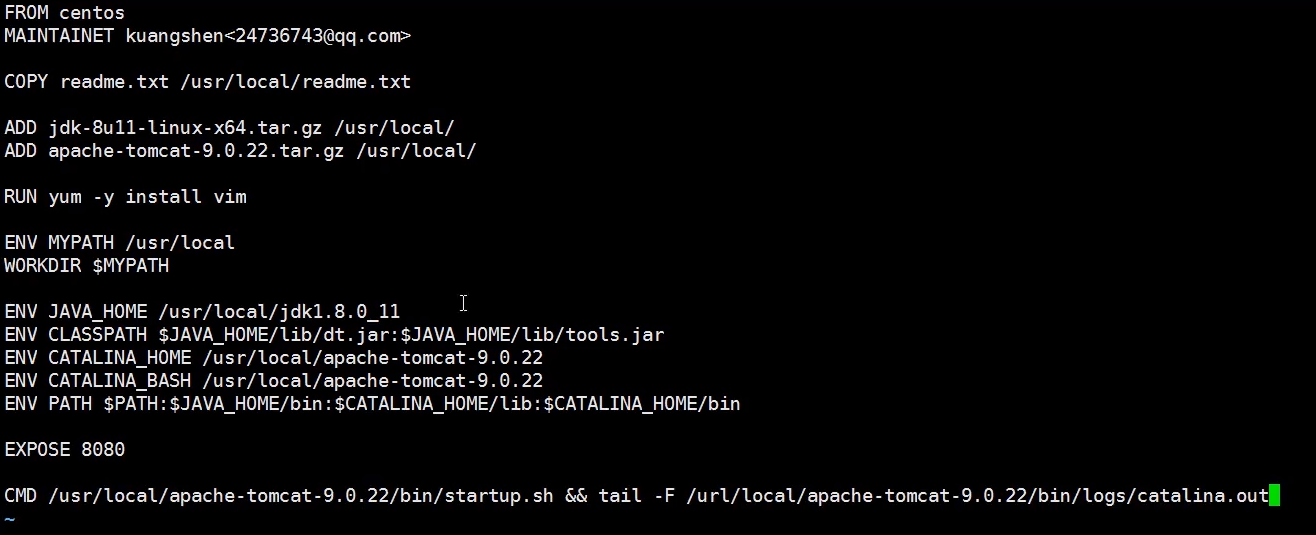 FROM centos
MAINTAINET kuangshen<24736743@qq.com>
COPY readme.txt /usr/local/readme.txt
ADD jdk-8u11-linux-x64.tar.gz /usr/local/
ADD apache-tomcat-9.0.22.tar.gz /usr/local/
RUN yum -y install vim
ENV MYPATH /usr/local
WORKDIR $MYPATH
ENV JAVA_HOME /usr/local/jdk1.8.0_11
ENV CLASSPATH $JAVA_HOME/lib/dt.jar:$JAVA_HOME/lib/tools.jar
ENV CATALINA_HOME /usr/local/apache-tomcat-9.0.22
ENV CATALINA_BASH /usr/local/apache-tomcat-9.0.22
ENV PATH $PATH:$JAVA_HOME/bin:$CATALINA_HOME/lib:$CATALINA_HOME/bin
EXPOSE 8080
CMD /usr/local/apache-tomcat-9.0.22/bin/startup.sh && tail -F /url/local/apache-tomcat-9.0.22/bin/logs/catalina.out
~